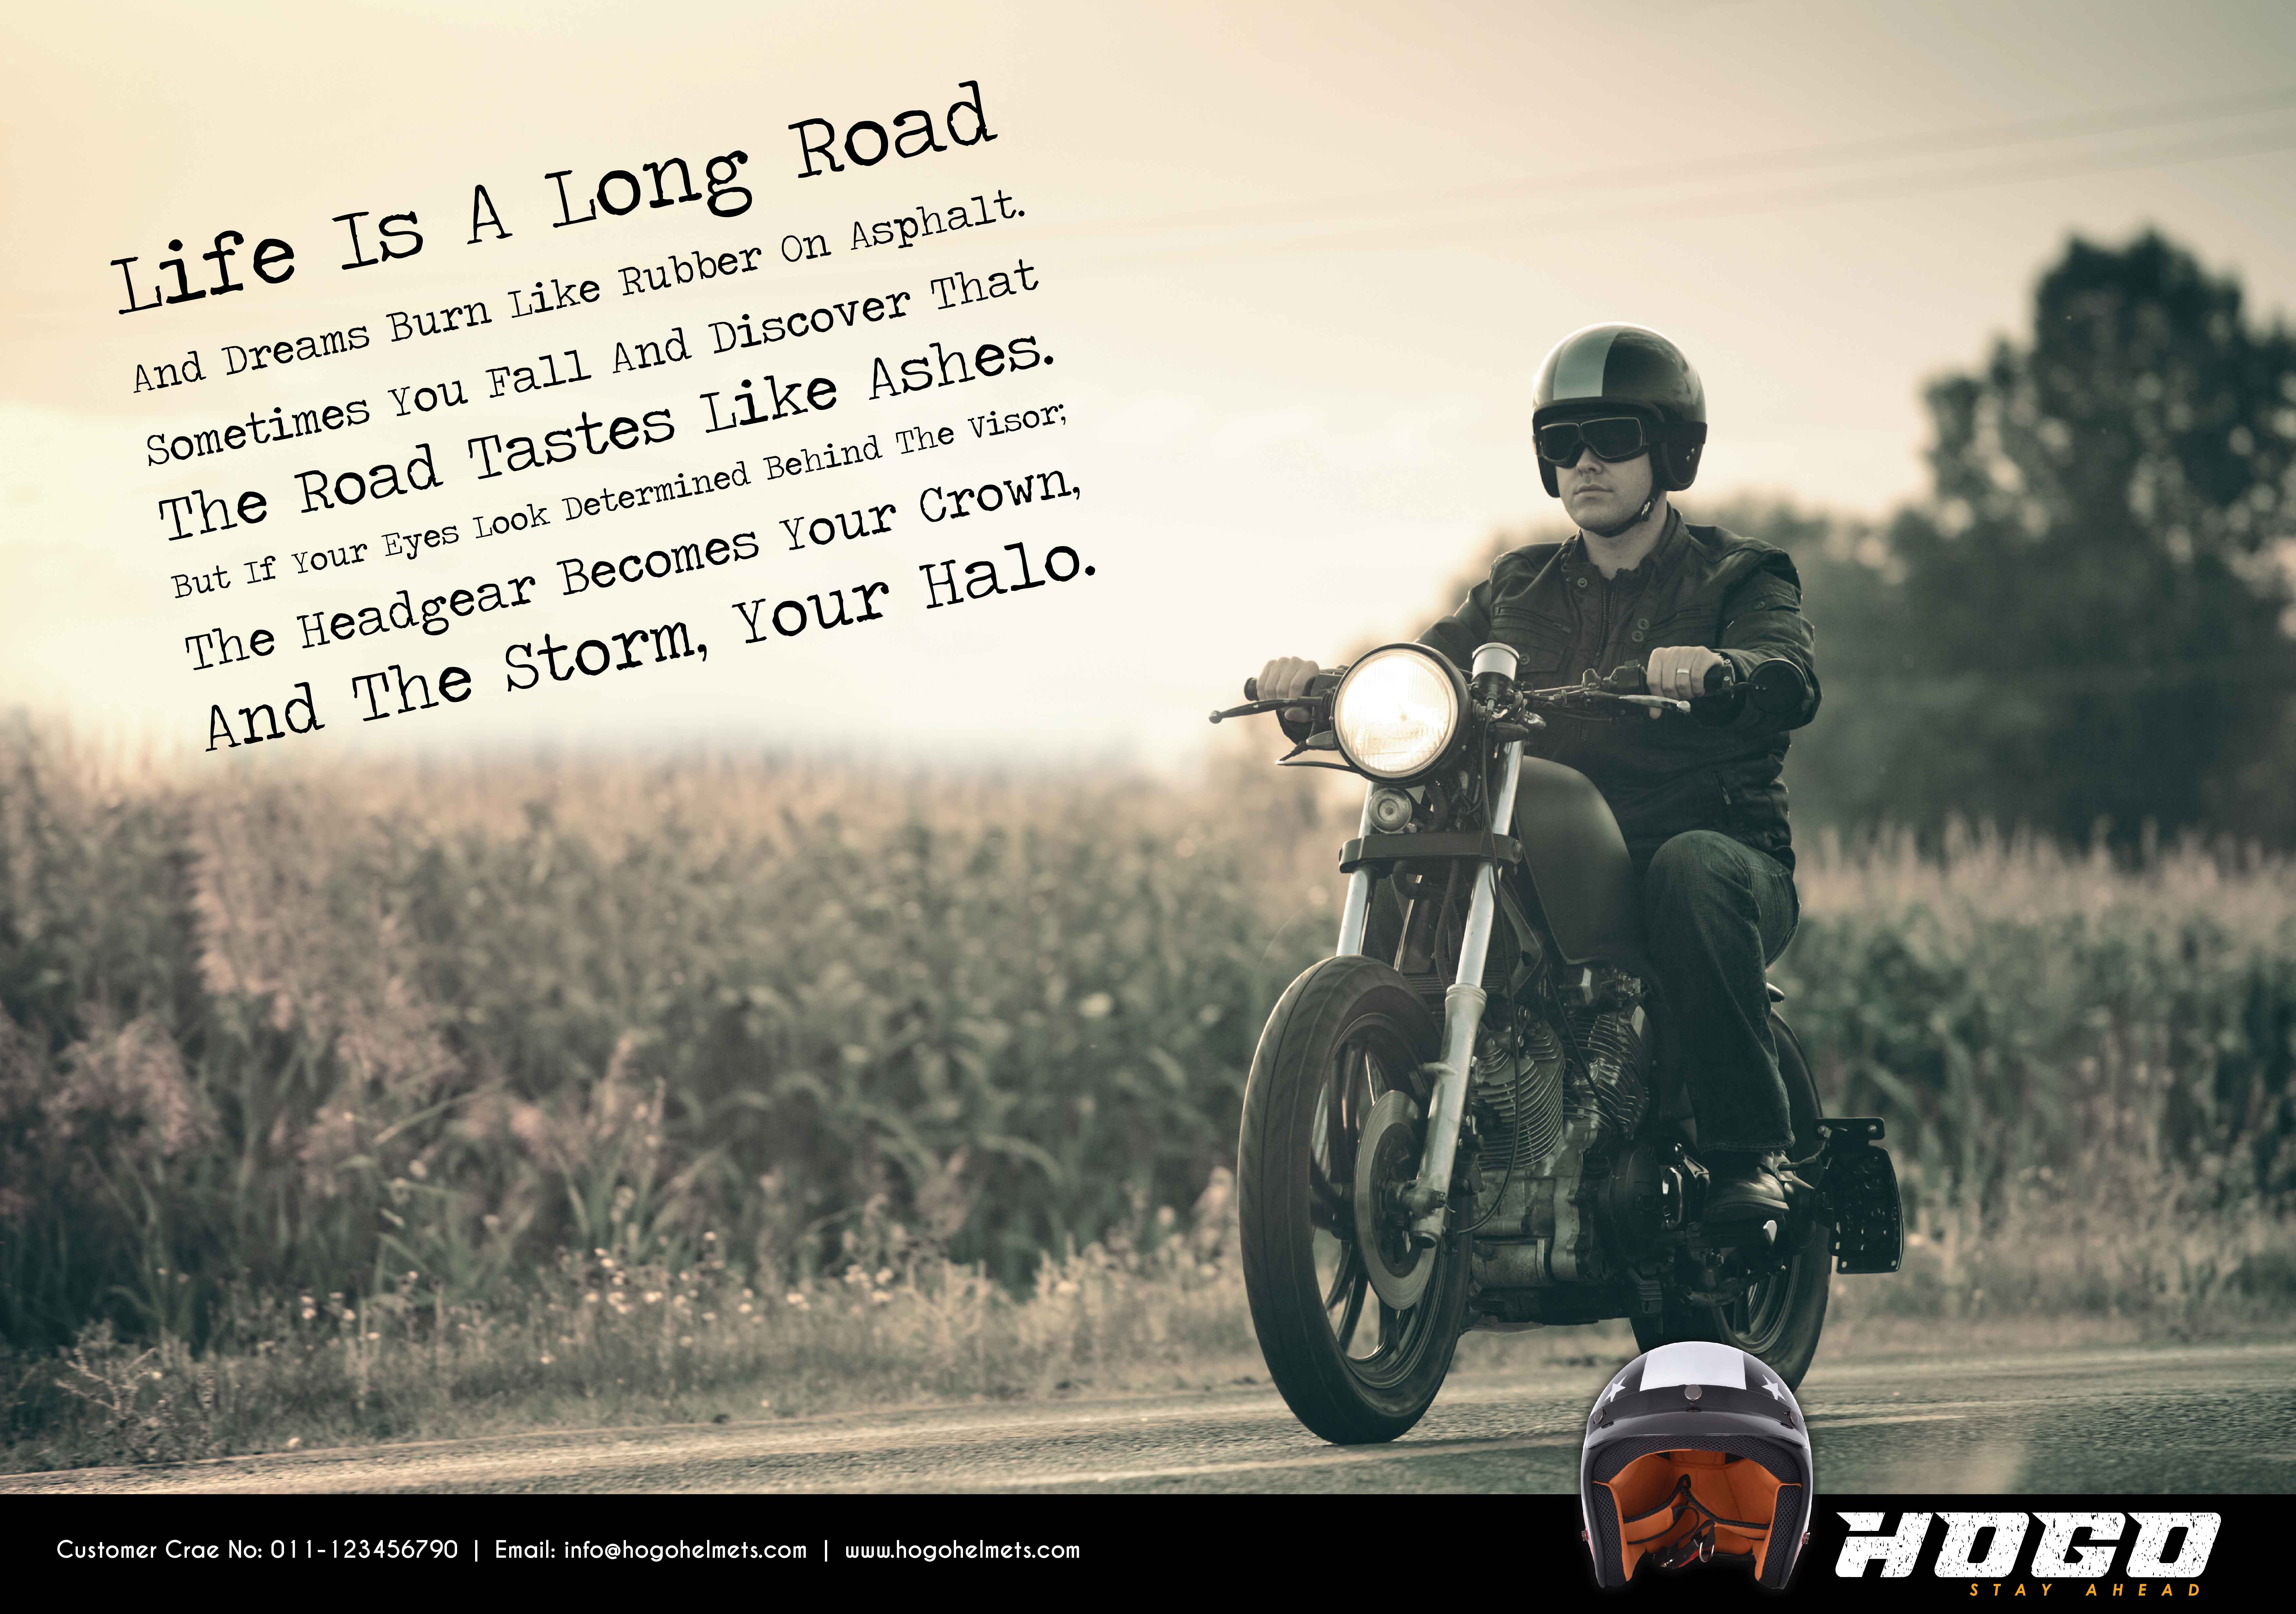 Life Is A Long Road
And Dreams Burn Like Rubber On Asphalt.
Sometimes You Fall And Discover That
The Road Tastes Like Ashes.
But If Your Eyes Look Determined Behind The Visor;
The Headgear Becomes Your Crown,
And The Storm, Your Halo.
Customer Crae No: 011-123456790 | Email: info@hogohelmets.com | www.hogohelmets.com
HOGO
STAY AHEAD